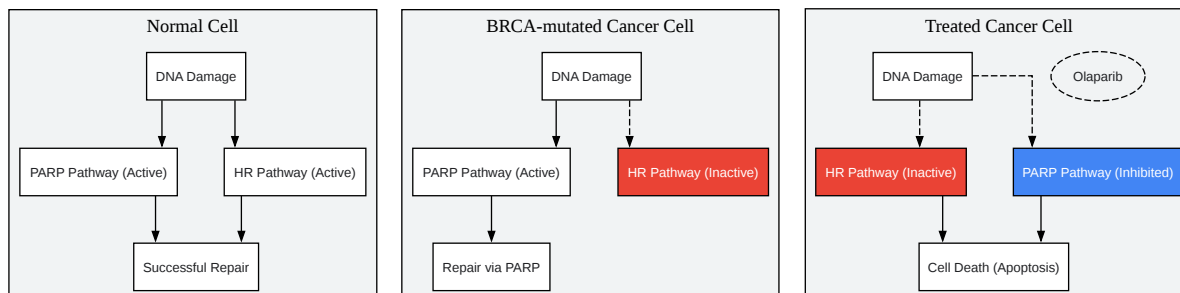 Normal Cell
DNA Damage
PARP Pathway (Active)
HR Pathway (Active)
Successful Repair
BRCA-mutated Cancer Cell
DNA Damage
PARP Pathway (Active)
HR Pathway (Inactive)
Repair via PARP
Treated Cancer Cell
DNA Damage
Olaparib
HR Pathway (Inactive)
PARP Pathway (Inhibited)
Cell Death (Apoptosis)